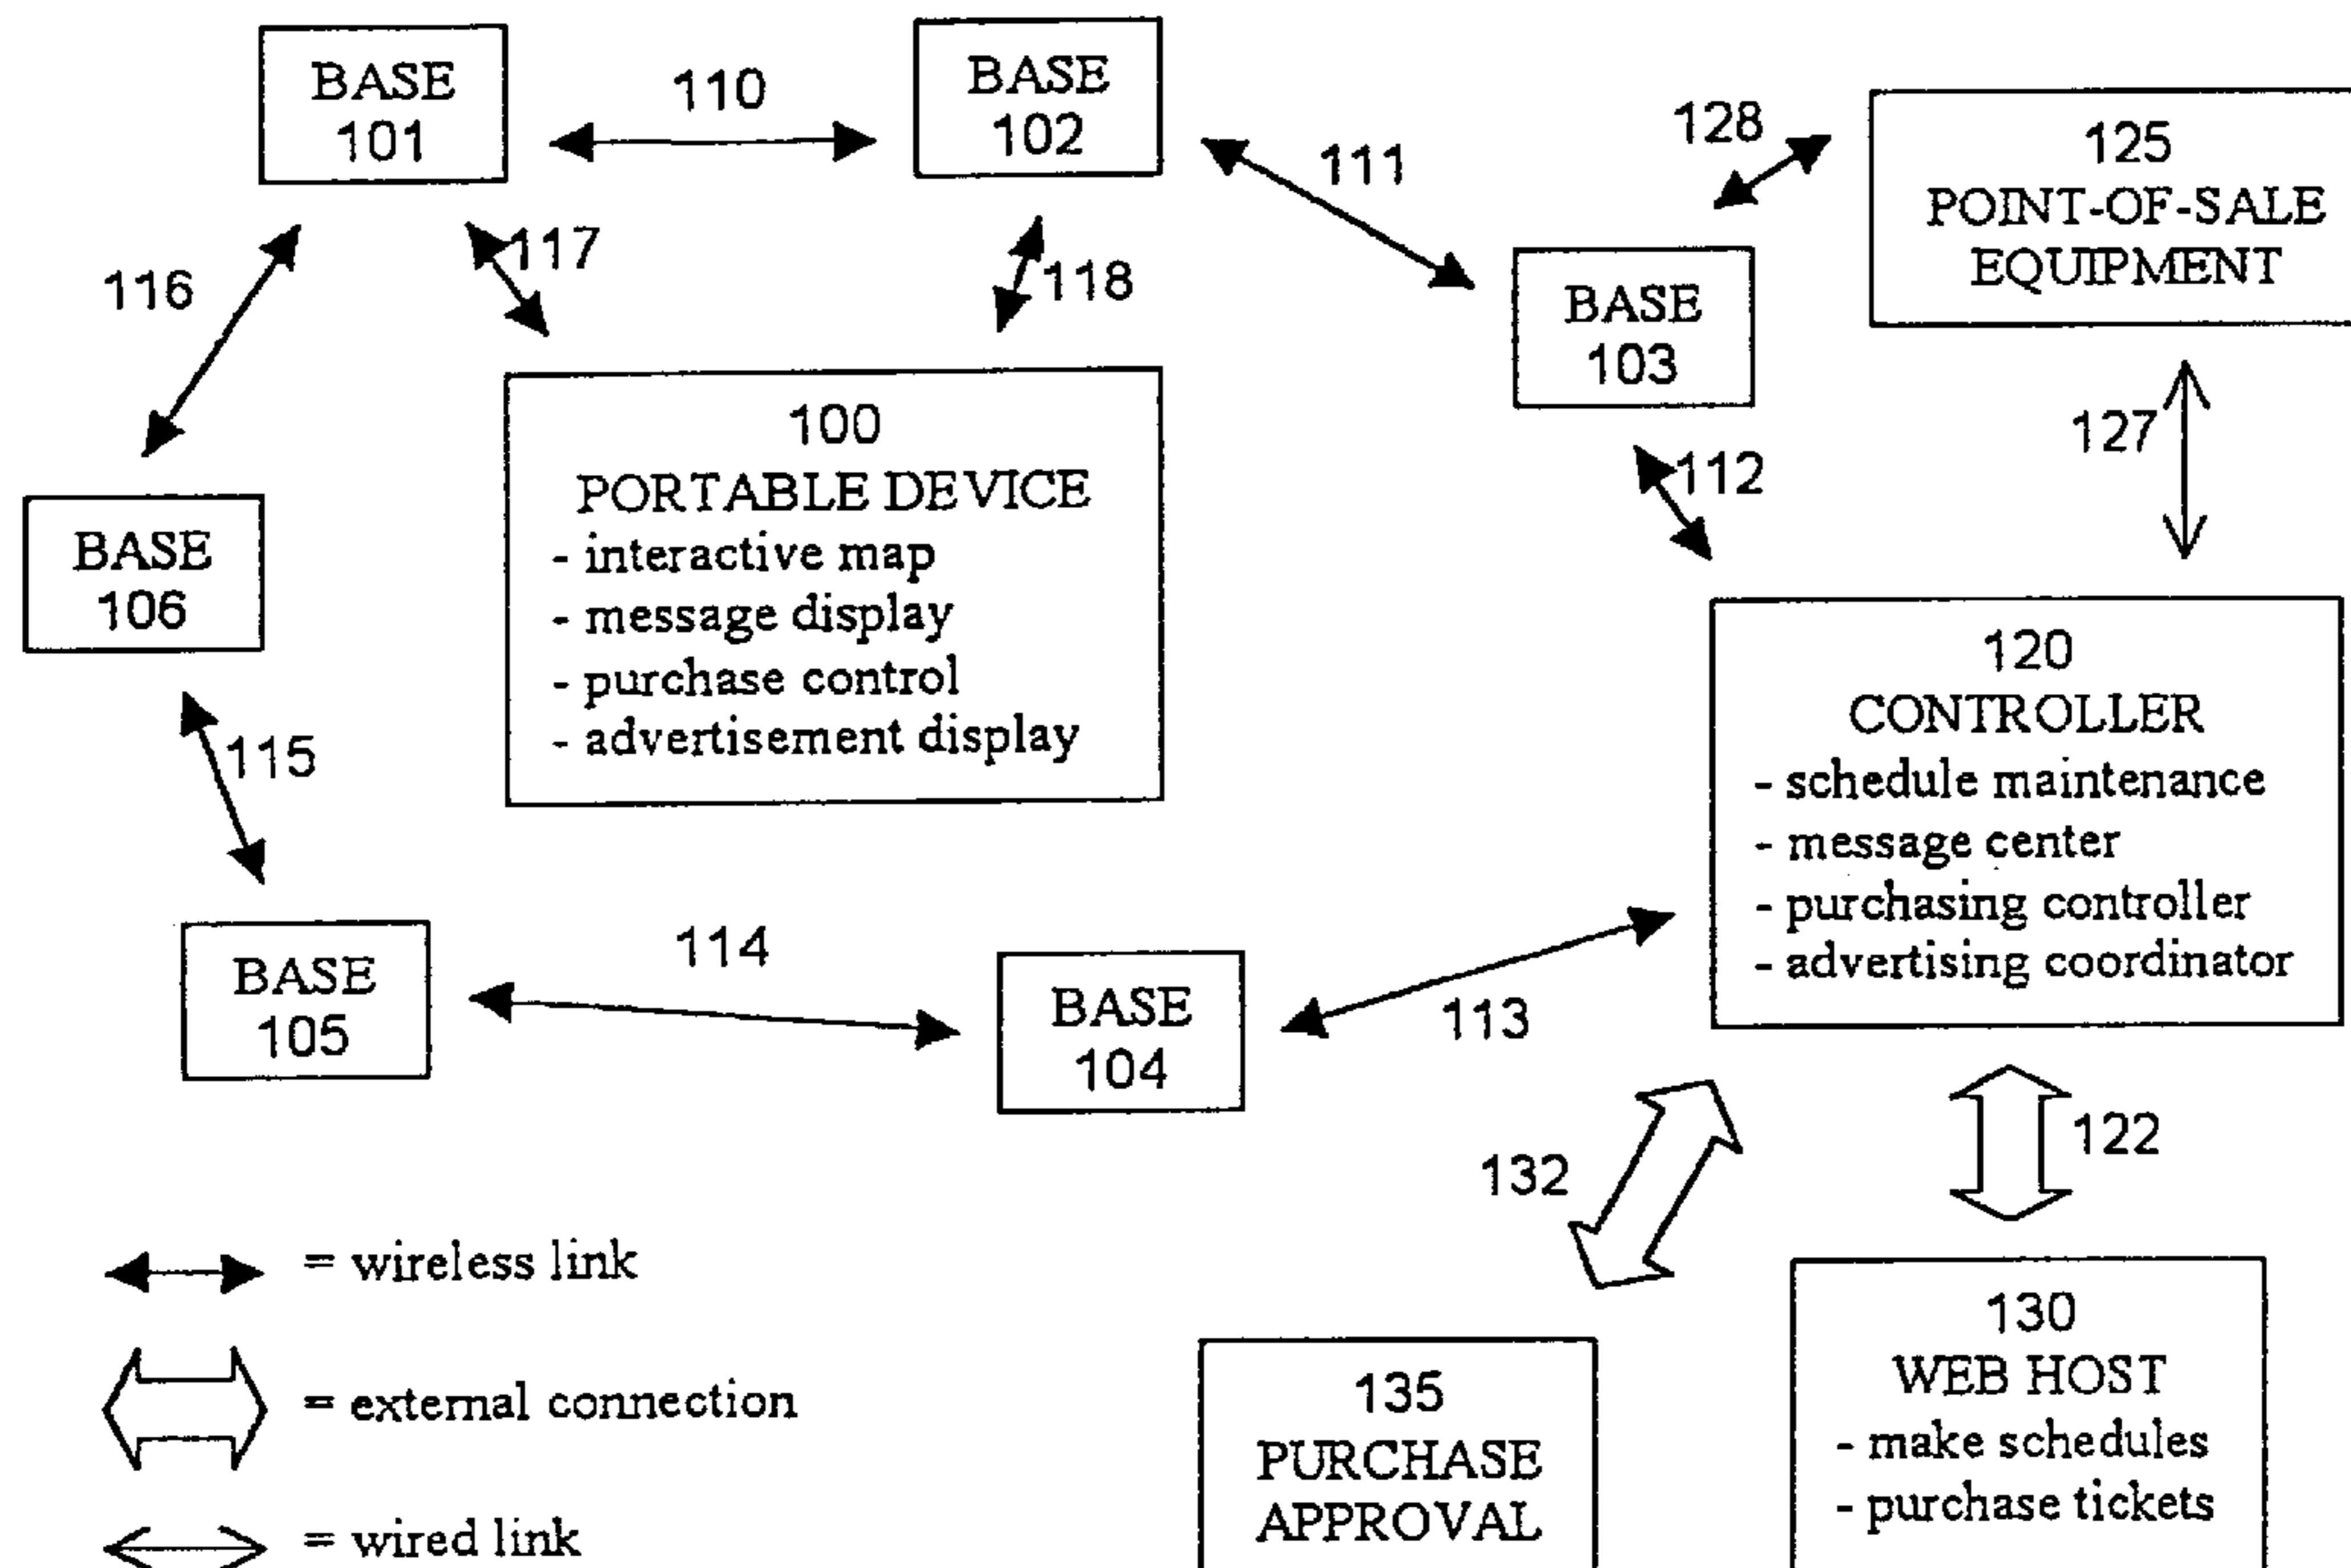 BASE
101
110
BASE
102
111
128
125
POINT-OF-SALE
EQUIPMENT
116
117
118
BASE
103
127
112
100
PORTABLE DEVICE
- interactive map
- message display
- purchase control
- advertisement display
BASE
106
115
120
CONTROLLER
- schedule maintenance
- message center
- purchasing controller
- advertising coordinator
BASE
105
114
BASE
104
113
132
122
= wireless link
= external connection
= wired link
135
PURCHASE
APPROVAL
130
WEB HOST
- make schedules
- purchase tickets